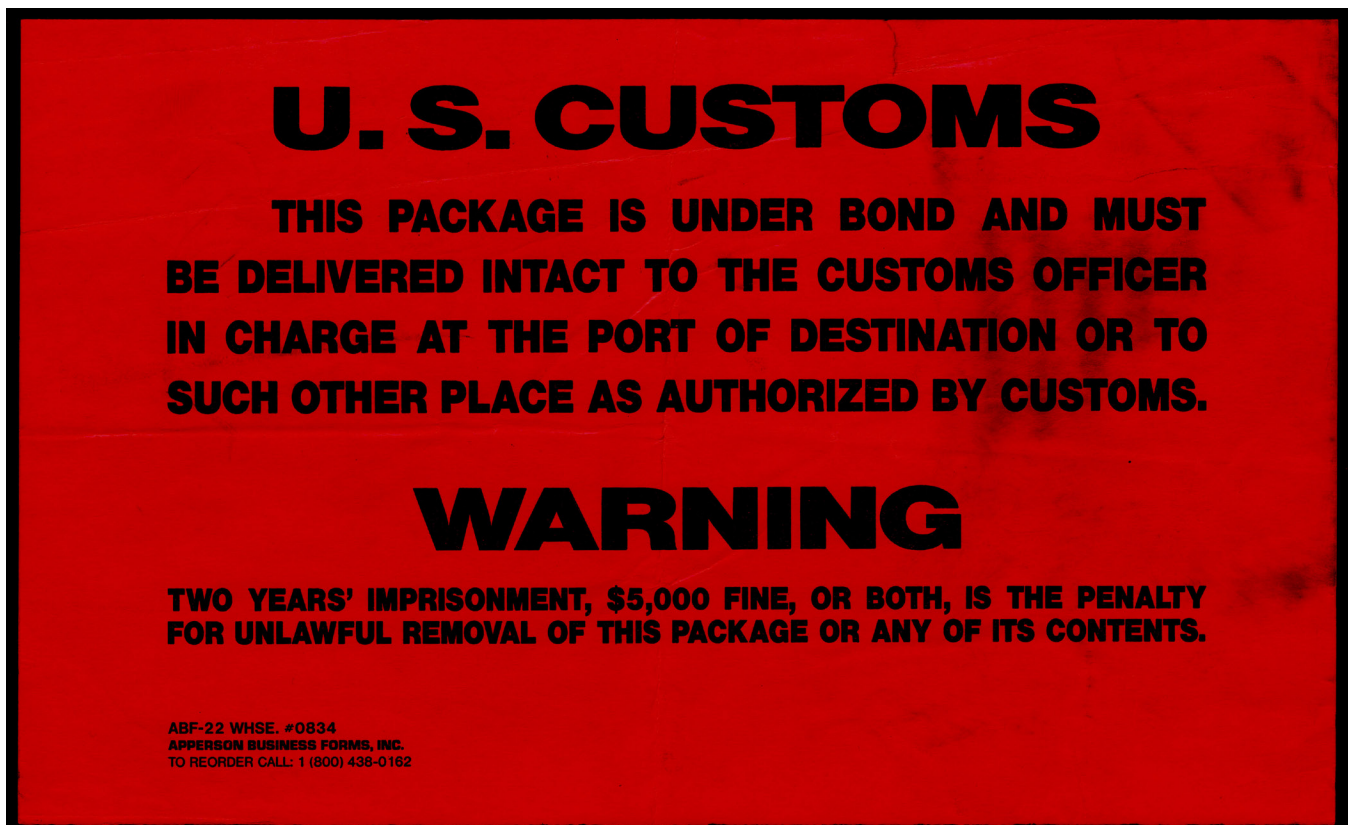 U. S. CUSTOMS
THIS PACKAGE IS UNDER BOND AND MUST
BE DELIVERED INTACT TO THE CUSTOMS OFFICER
IN CHARGE AT THE PORT OF DESTINATION OR TO
SUCH OTHER PLACE AS AUTHORIZED BY CUSTOMS.
WARNING
TWO YEARS' IMPRISONMENT, $5,000 FINE, OR BOTH, IS THE PENALTY
FOR UNLAWFUL REMOVAL OF THIS PACKAGE OR ANY OF ITS CONTENTS.
ABF-22 WHSE. #0834
APPERSON BUSINESS FORMS, INC.
TO REORDER CALL: 1 (800) 438-0162